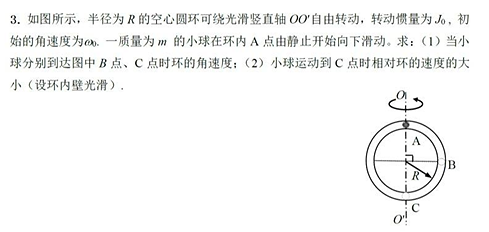 3. 如图所示，半径为 R 的空心圆环可绕光滑竖直轴 OO′自由转动，转动惯量为 J₀ , 初
始的角速度为ω₀. 一质量为 m 的小球在环内 A 点由静止开始向下滑动。求：（1）当小
球分别到达图中 B 点、C 点时环的角速度；（2）小球运动到 C 点时相对环的速度的大
小（设环内壁光滑）.
O
A
B
R
C
O′